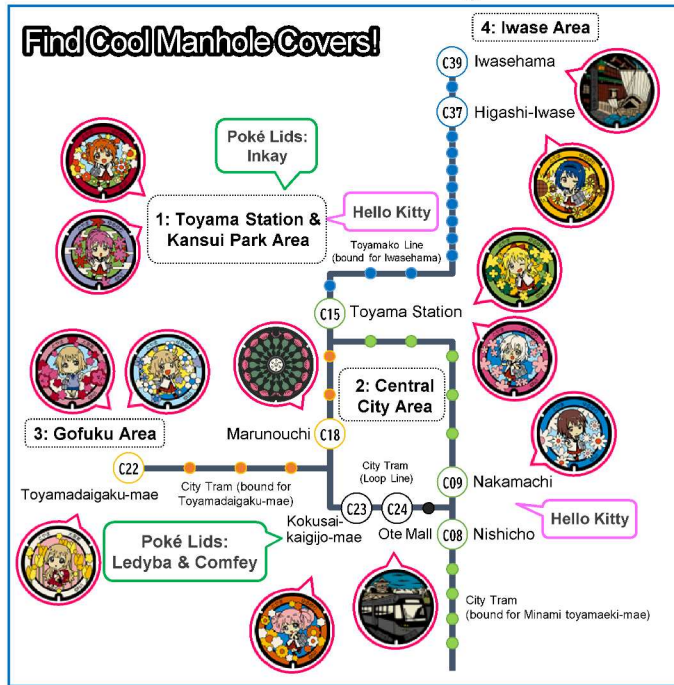 Find Cool Manhole Covers!
4: Iwase Area
C39
Iwasehama
C37
Higashi-Iwase
Poké Lids:
Inkay
1: Toyama Station &
Kansui Park Area
Hello Kitty
Toyamako Line
(bound for Iwasehama)
C15
Toyama Station
2: Central
City Area
3: Gofuku Area
Marunouchi
C18
C22
Toyamadaigaku-mae
City Tram (bound for
Toyamadaigaku-mae)
City Tram
(Loop Line)
C09
Nakamachi
C23
C24
Kokusai-
kaigijo-mae
Ote Mall
C08
Nishicho
Hello Kitty
Poké Lids:
Ledyba & Comfey
City Tram
(bound for Minami toyamaeki-mae)